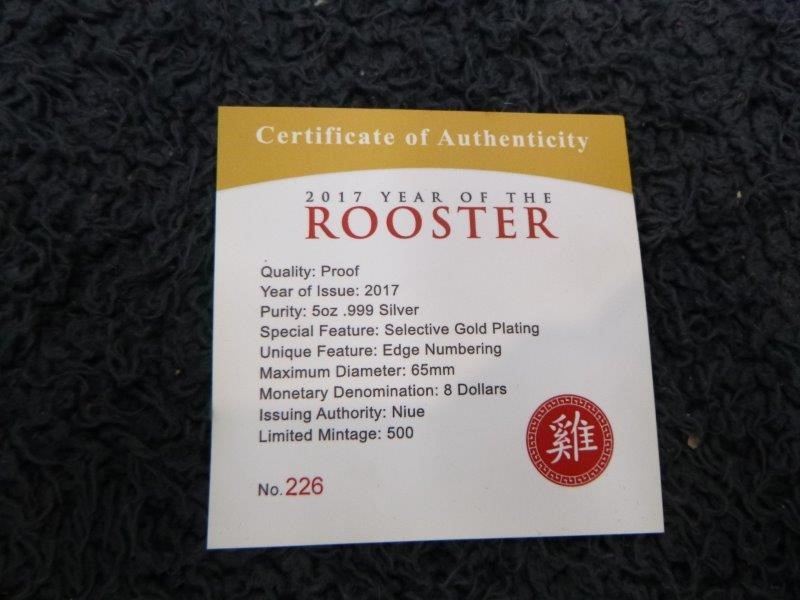 Certificate of Authenticity
2017 YEAR OF THE
ROOSTER
Quality: Proof
Year of Issue: 2017
Purity: 5oz .999 Silver
Special Feature: Selective Gold Plating
Unique Feature: Edge Numbering
Maximum Diameter: 65mm
Monetary Denomination: 8 Dollars
Issuing Authority: Niue
Limited Mintage: 500
雞
No. 226